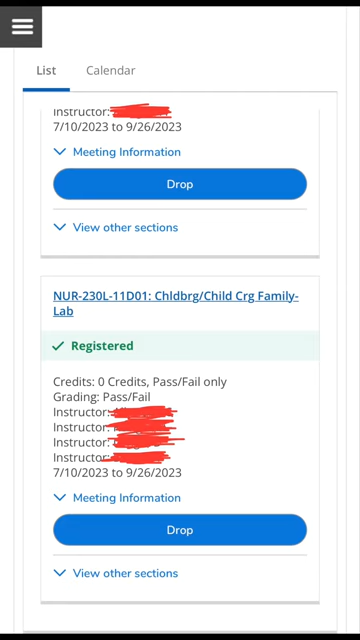 List
Calendar
Instructor:
7/10/2023 to 9/26/2023
Meeting Information
Drop
View other sections
NUR-230L-11D01: Chldbrg/Child Crg Family-
Lab
Registered
Credits: 0 Credits, Pass/Fail only
Grading: Pass/Fail
Instructor:
Instructor:
Instructor:
Instructor:
7/10/2023 to 9/26/2023
Meeting Information
Drop
View other sections